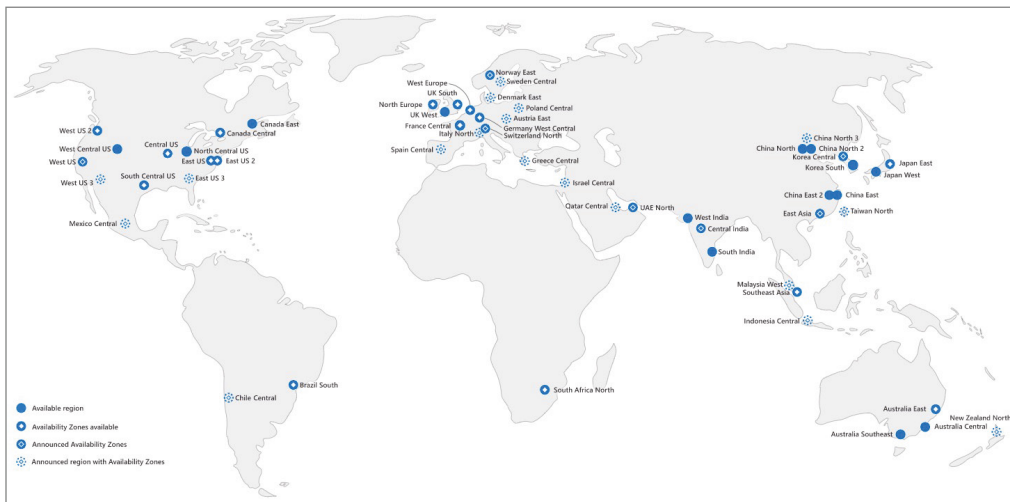 Norway East
Sweden Central
West Europe
UK South
Denmark East
North Europe
Poland Central
UK West
Austria East
France Central
Germany West Central
Italy North
Switzerland North
Spain Central
Greece Central
Israel Central
Qatar Central
UAE North
Canada East
West US 2
Canada Central
Central US
West Central US
North Central US
West US
East US
East US 2
West US 3
South Central US
East US 3
Mexico Central
China North 3
China North
China North 2
Korea Central
Japan East
Korea South
Japan West
China East 2
China East
East Asia
Taiwan North
West India
Central India
South India
Malaysia West
Southeast Asia
Indonesia Central
Brazil South
Chile Central
South Africa North
Australia East
New Zealand North
Australia Central
Australia Southeast
Available region
Availability Zones available
Announced Availability Zones
Announced region with Availability Zones